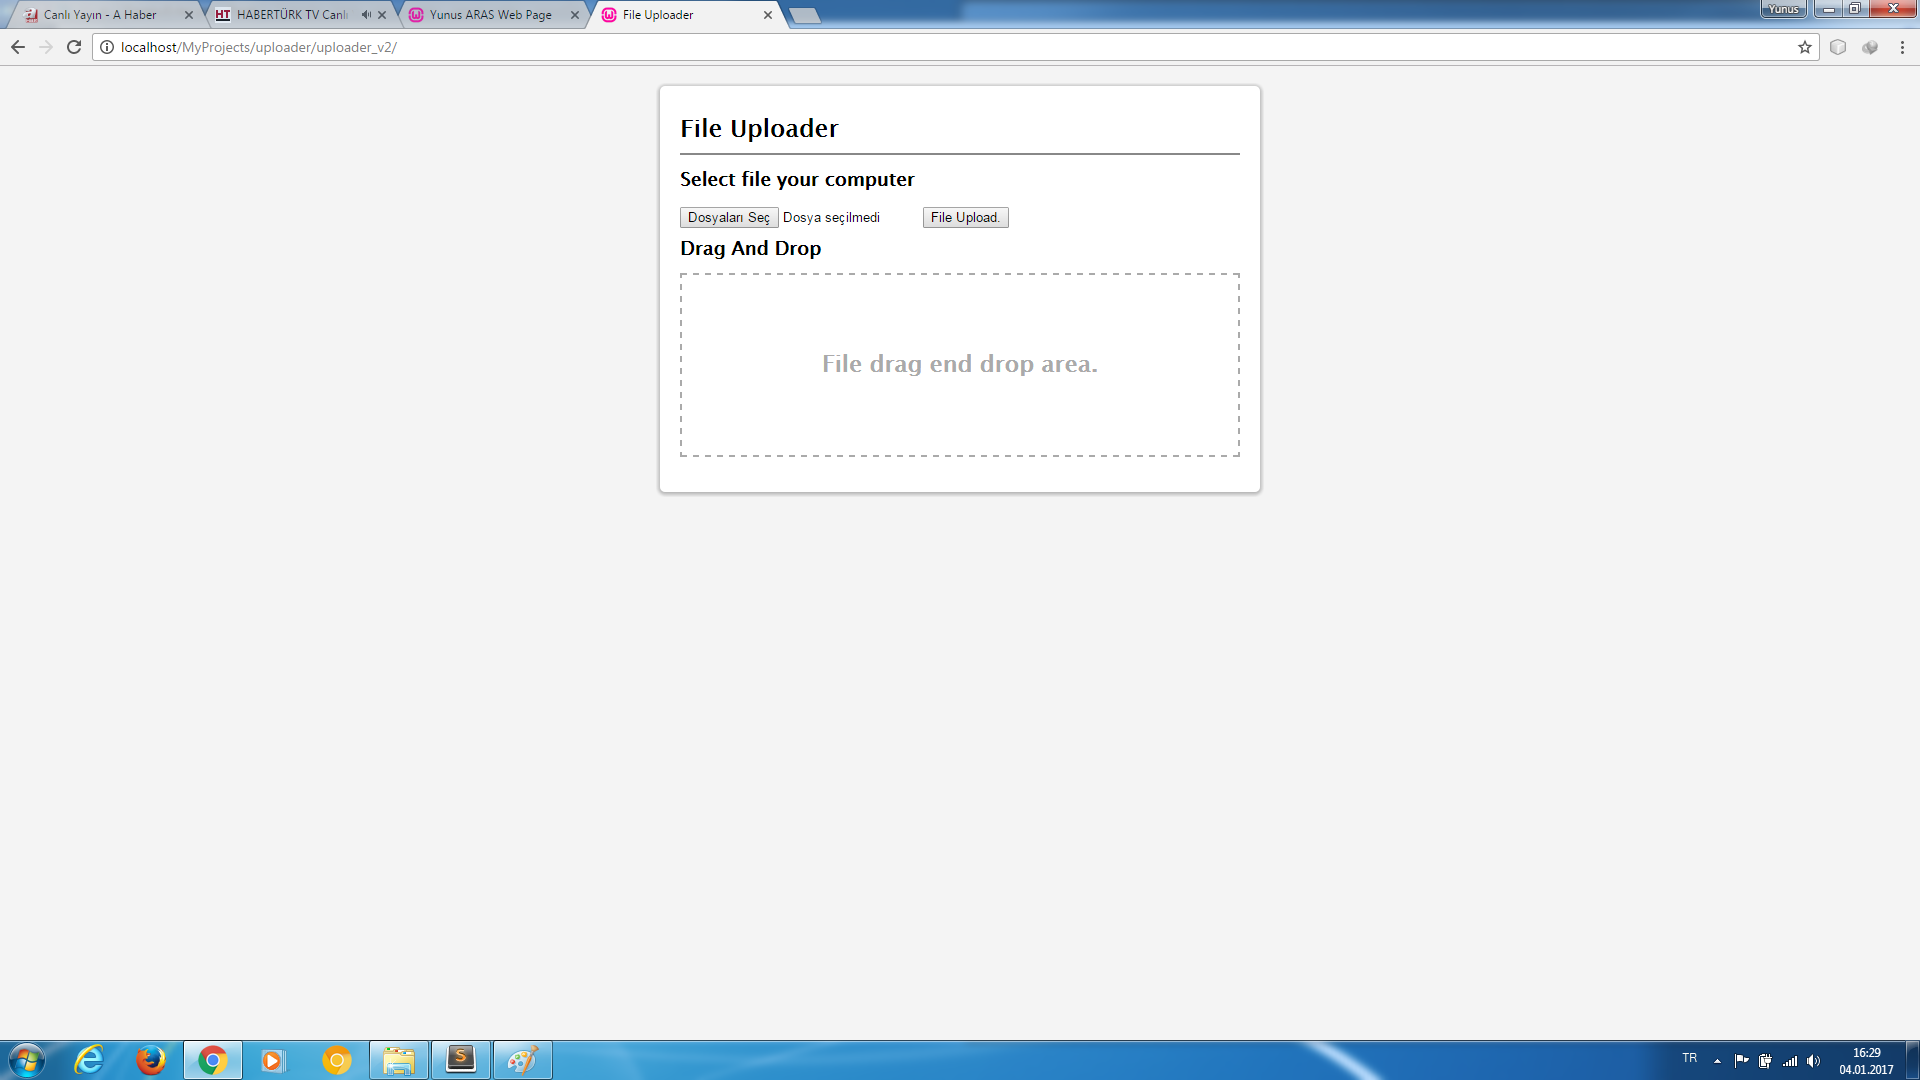 Canlı Yayın - A Haber
HT HABERTÜRK TV Canlı
Yunus ARAS Web Page
File Uploader
Yunus
localhost/MyProjects/uploader/uploader_v2/
File Uploader
Select file your computer
Dosyaları Seç Dosya seçilmedi File Upload.
Drag And Drop
File drag end drop area.
TR
16:29
04.01.2017